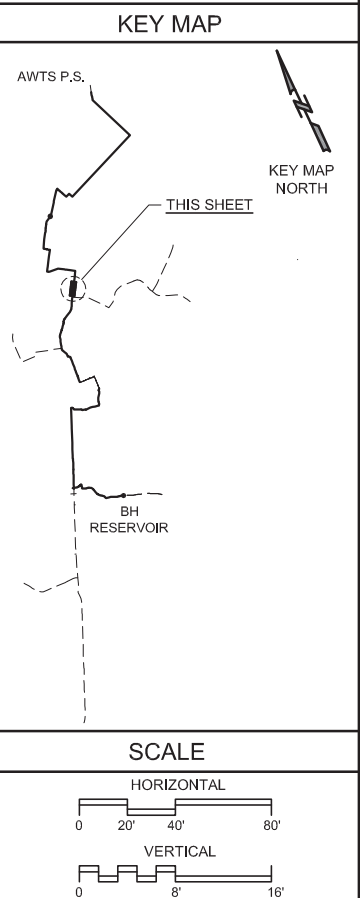 KEY MAP
AWTS P.S.
KEY MAP
NORTH
THIS SHEET
BH
RESERVOIR
SCALE
HORIZONTAL
0 20' 40' 80'
VERTICAL
0 8' 16'